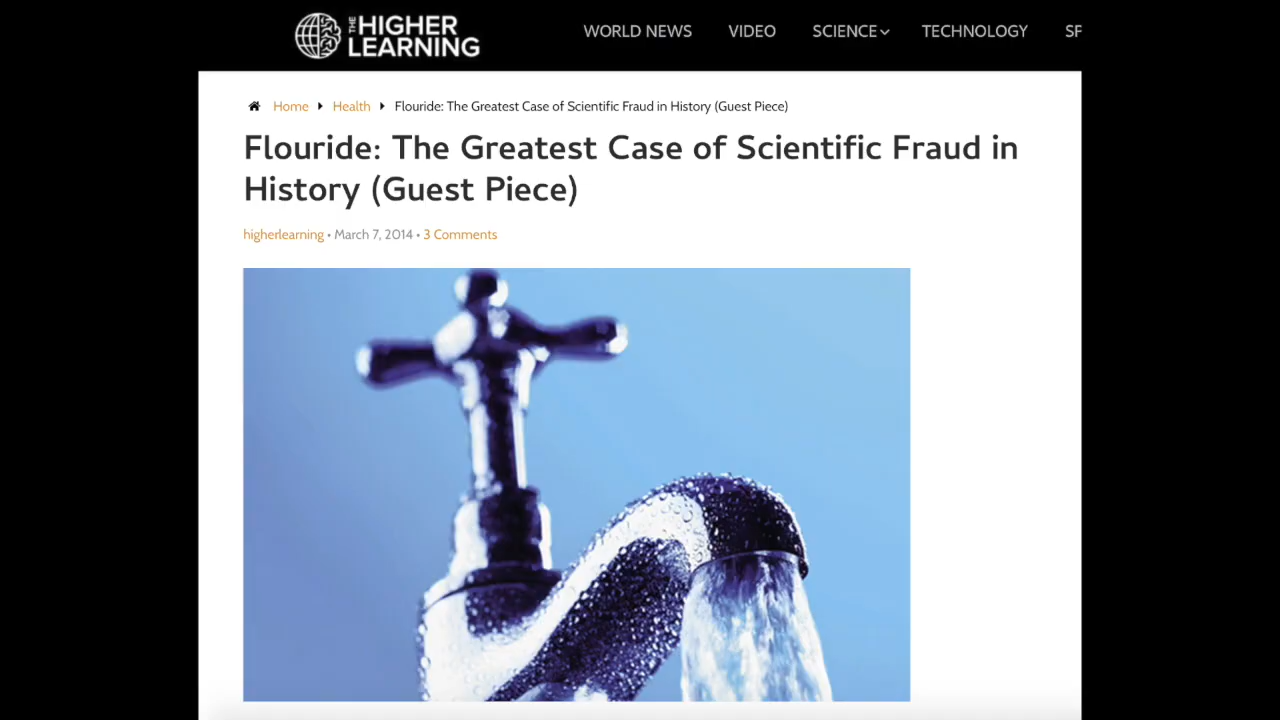 THE HIGHER LEARNING
WORLD NEWS VIDEO SCIENCE TECHNOLOGY SF
Home Health Flouride: The Greatest Case of Scientific Fraud in History (Guest Piece)
Flouride: The Greatest Case of Scientific Fraud in
History (Guest Piece)
higherlearning • March 7, 2014 • 3 Comments